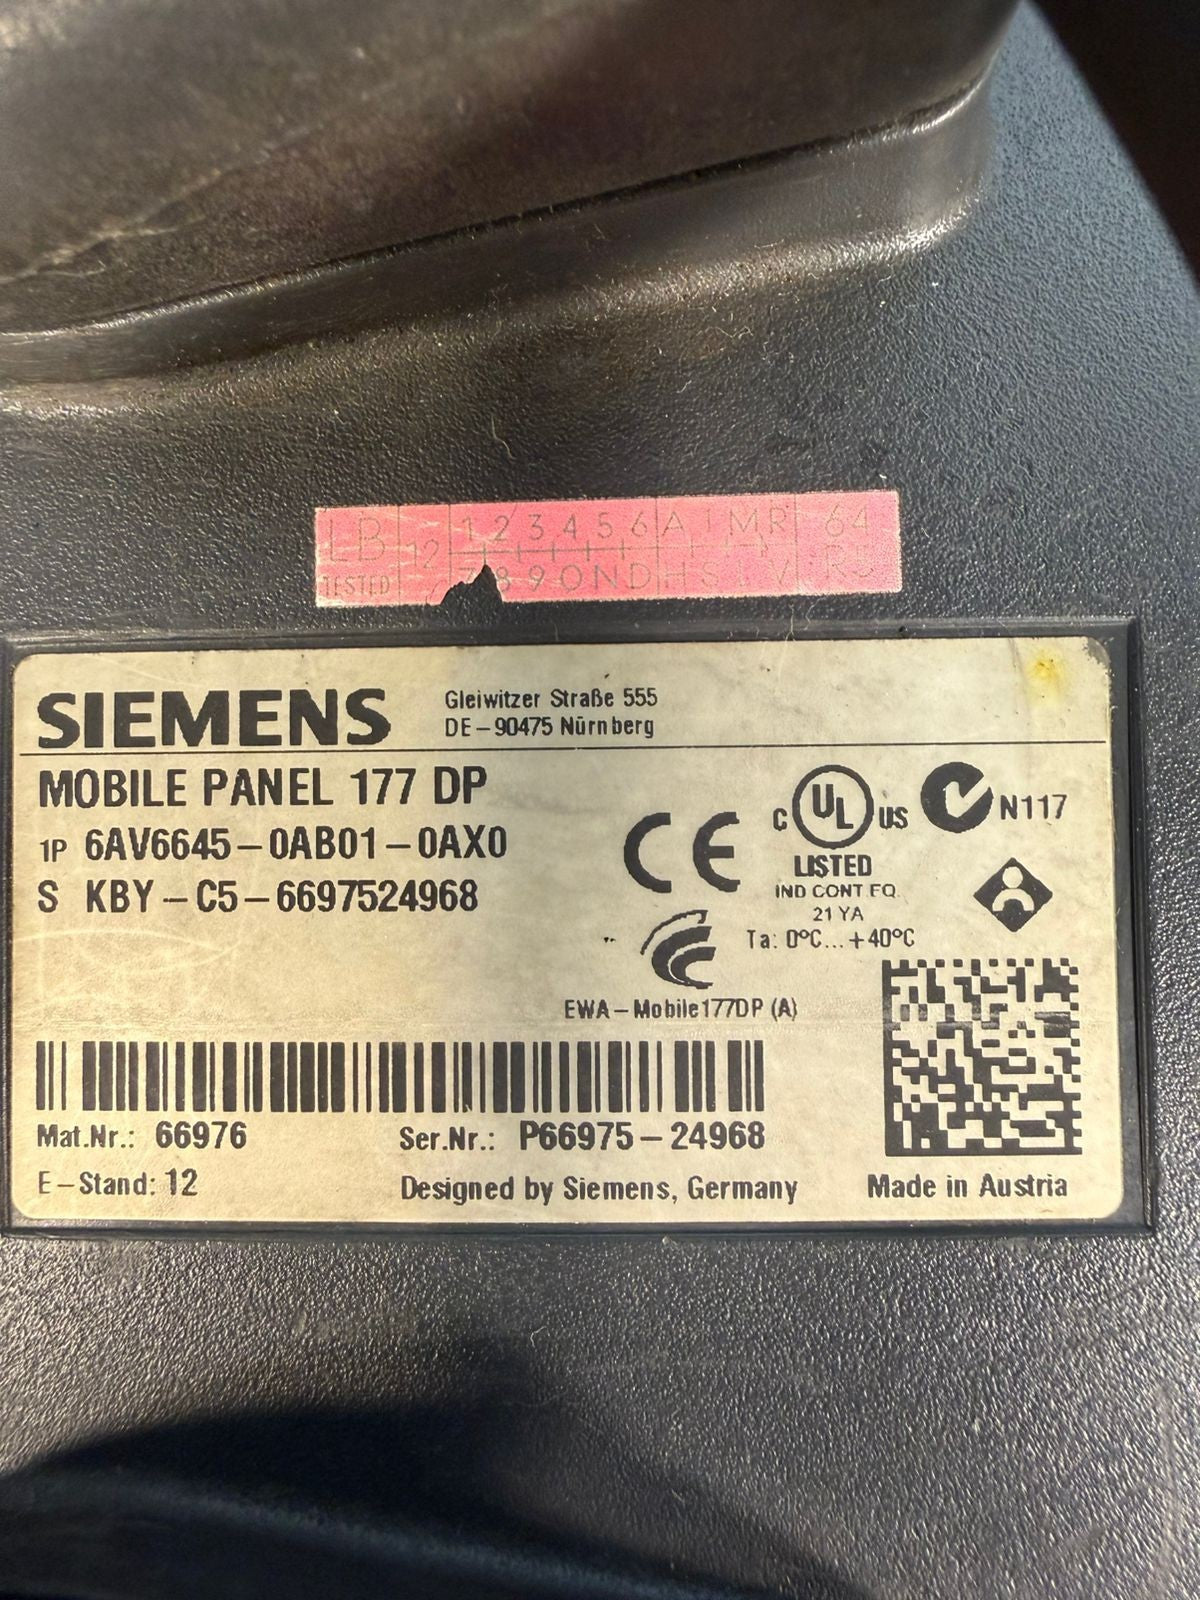 LB 12 1 2 3 4 5 6 A I M R 64
TESTED 7 8 9 O N D H S V R5
SIEMENS
Gleiwitzer Straße 555
DE-90475 Nürnberg
MOBILE PANEL 177 DP
1P 6AV6645-0AB01-0AX0
S KBY-C5-6697524968
CE
C UL US
LISTED
IND CONT EQ.
21 YA
N117
Ta: 0°C...+40°C
EWA-Mobile177DP (A)
Mat.Nr.: 66976
Ser.Nr.: P66975-24968
E-Stand: 12
Designed by Siemens, Germany
Made in Austria